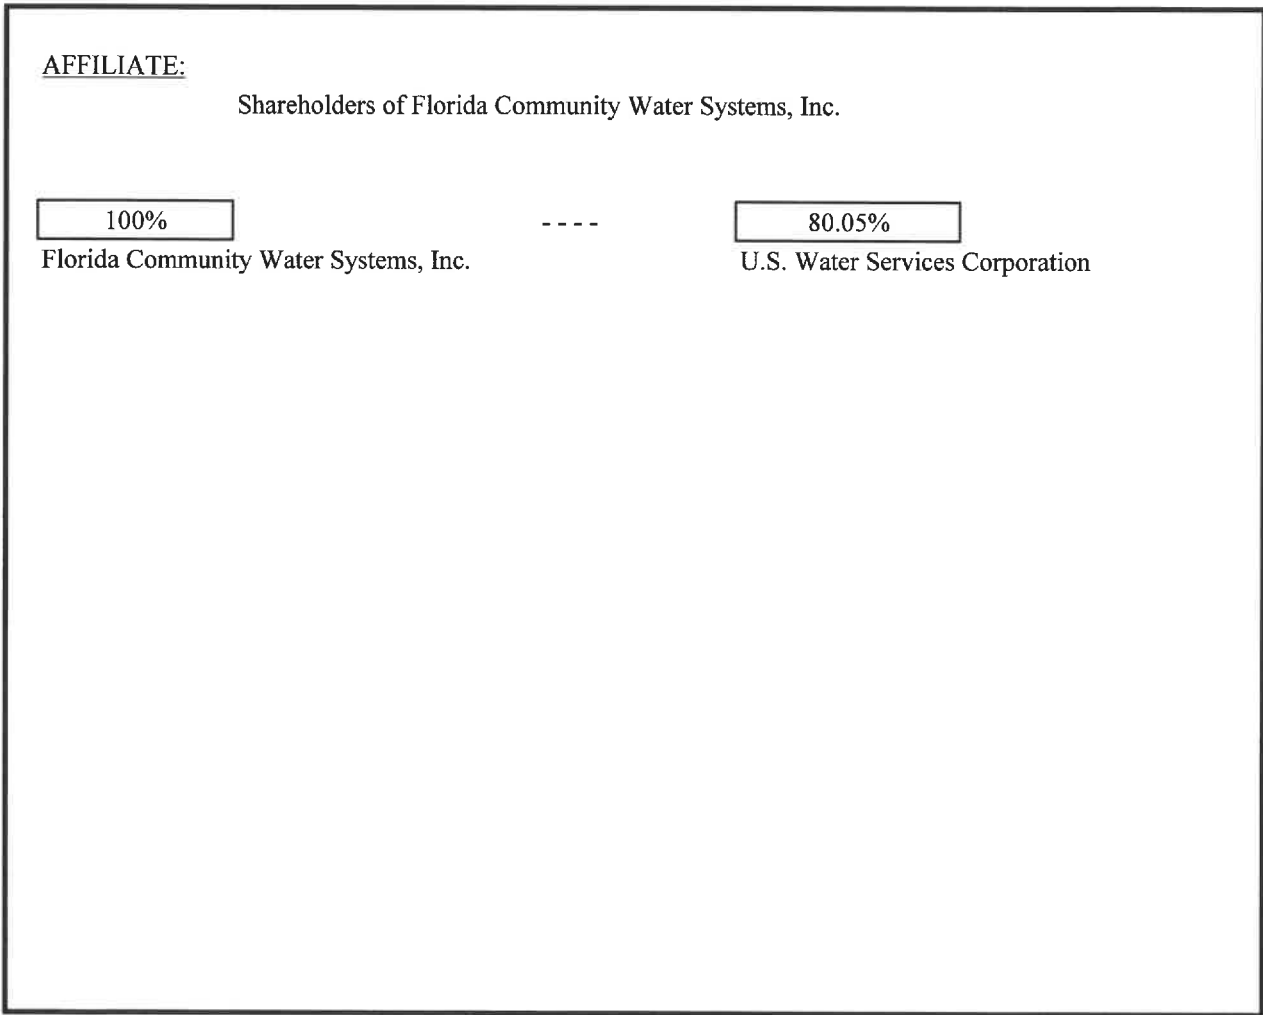 AFFILIATE:
Shareholders of Florida Community Water Systems, Inc.
100% ---- 80.05%
Florida Community Water Systems, Inc. U.S. Water Services Corporation